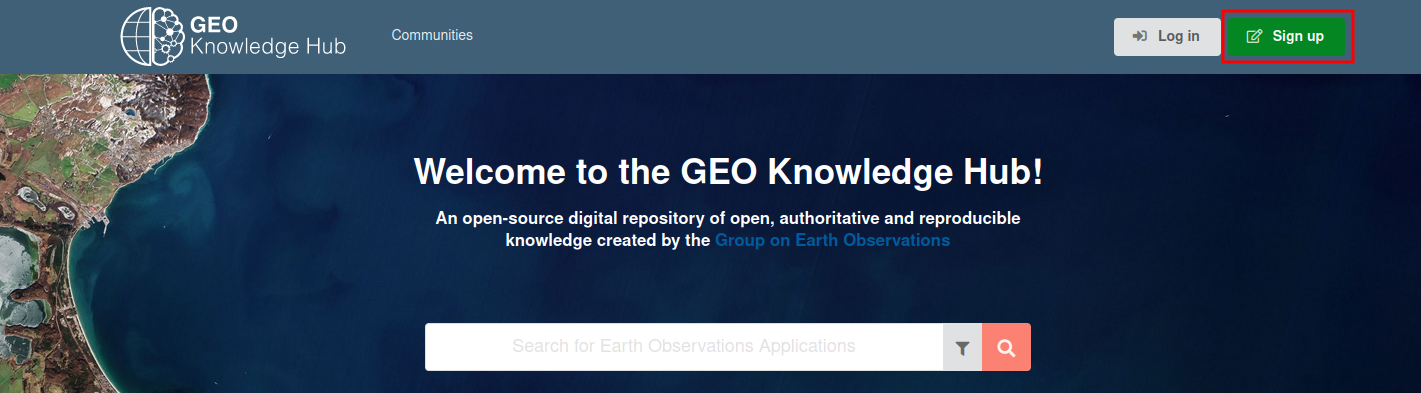 GEO
Knowledge Hub
Communities
Log in
Sign up
Welcome to the GEO Knowledge Hub!
An open-source digital repository of open, authoritative and reproducible
knowledge created by the Group on Earth Observations
Search for Earth Observations Applications